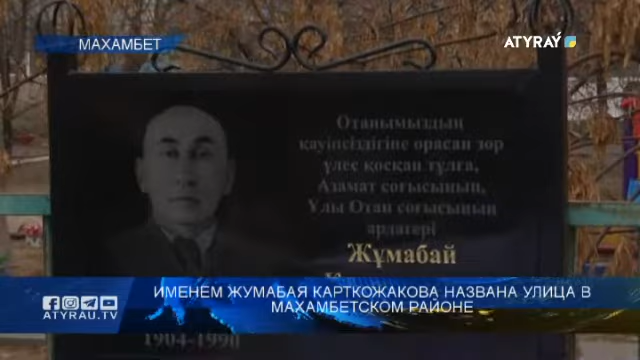 МАХАМБЕТ
ATYRAÝ
Отанымыздың
қауіпсіздігіне орасан зор
үлес қосқан тұлға,
Азамат соғысының,
Ұлы Отан соғысының
ардагері
Жұмабай
ИМЕНЕМ ЖУМАБАЯ КАРТКОЖАКОВА НАЗВАНА УЛИЦА В
МАХАМБЕТСКОМ РАЙОНЕ
ATYRAU.TV
1904-1990